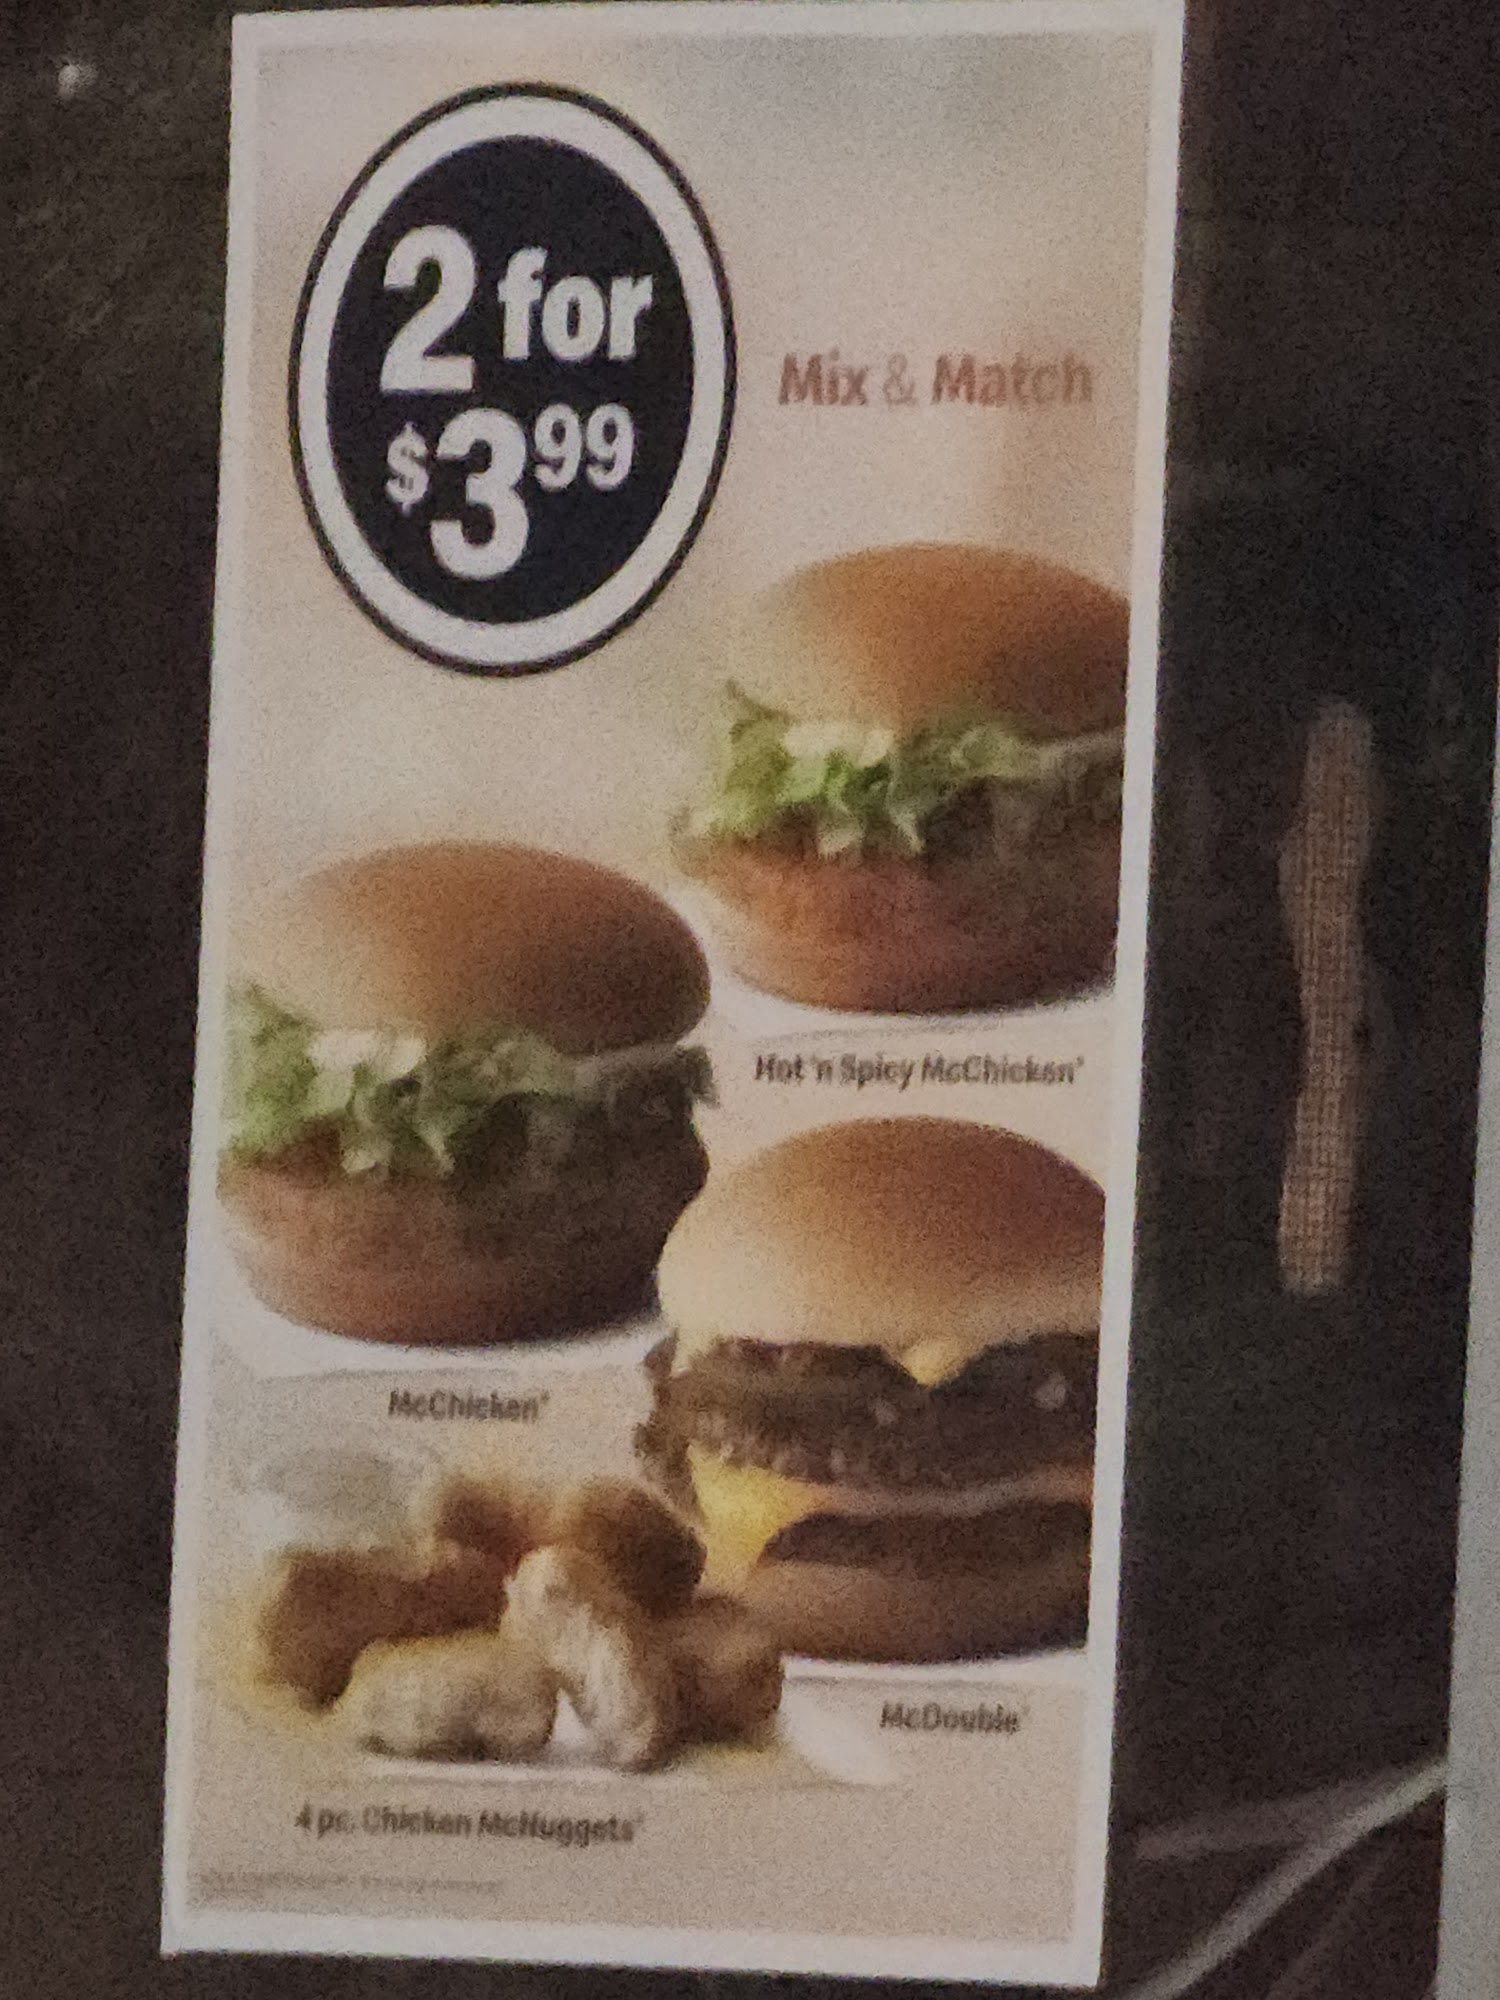 2 for
$3.99
Mix & Match
Hot 'n Spicy McChicken®
McChicken®
McDouble®
4 pc. Chicken McNuggets®